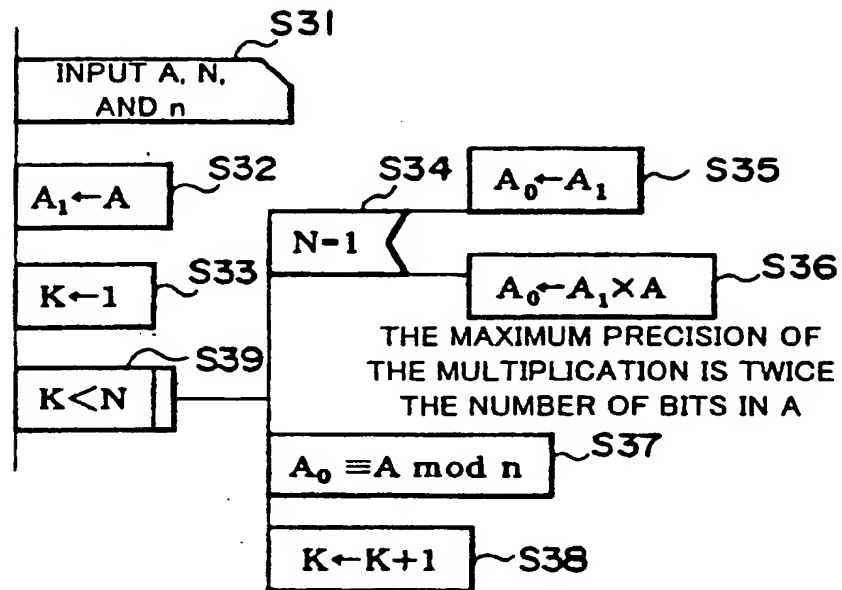 S31
INPUT A, N,
AND n
S32
A₁←A
S33
K←1
S39
K<N
S34
N=1
S35
A₀←A₁
S36
A₀←A₁×A
THE MAXIMUM PRECISION OF
THE MULTIPLICATION IS TWICE
THE NUMBER OF BITS IN A
S37
A₀ ≡A mod n
S38
K←K+1